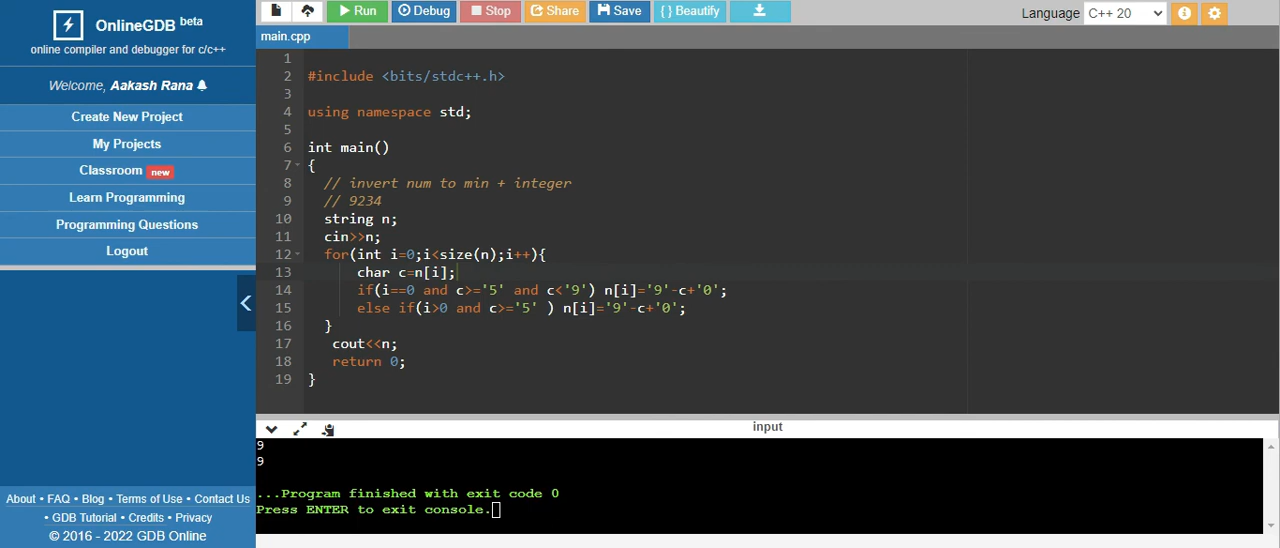 OnlineGDB beta
online compiler and debugger for c/c++
Welcome, Aakash Rana
Create New Project
My Projects
Classroom new
Learn Programming
Programming Questions
Logout
About • FAQ • Blog • Terms of Use • Contact Us
• GDB Tutorial • Credits • Privacy
© 2016 - 2022 GDB Online
Run Debug Stop Share Save { } Beautify
Language C++ 20
main.cpp
1
2 #include <bits/stdc++.h>
3
4 using namespace std;
5
6 int main()
7 {
8 // invert num to min + integer
9 // 9234
10 string n;
11 cin>>n;
12 for(int i=0;i<size(n);i++){
13 char c=n[i];
14 if(i==0 and c>='5' and c<'9') n[i]='9'-c+'0';
15 else if(i>0 and c>='5' ) n[i]='9'-c+'0';
16 }
17 cout<<n;
18 return 0;
19 }
input
9
9
...Program finished with exit code 0
Press ENTER to exit console.